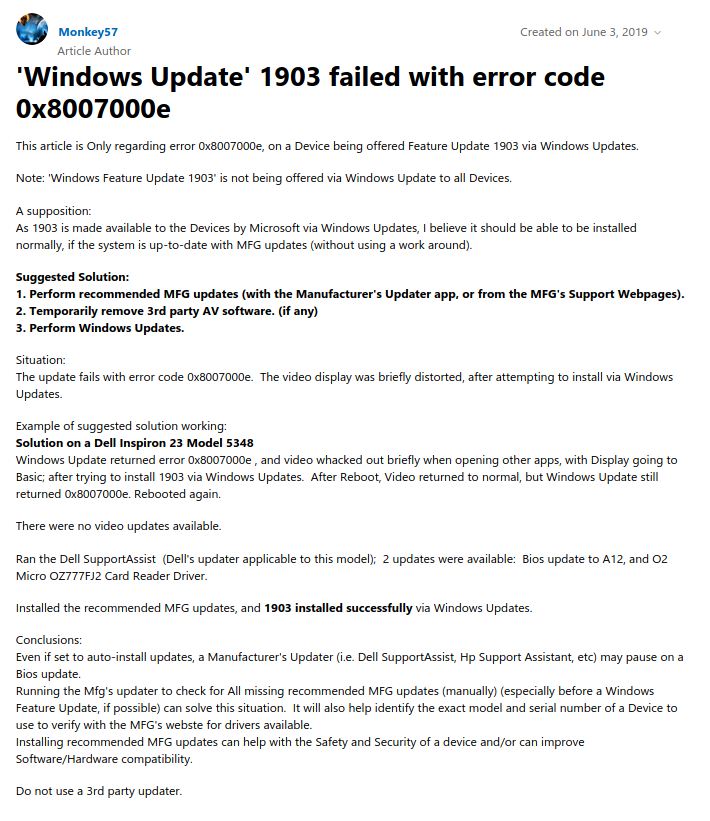 Monkey57
Created on June 3, 2019
Article Author
'Windows Update' 1903 failed with error code
0x8007000e
This article is Only regarding error 0x8007000e, on a Device being offered Feature Update 1903 via Windows Updates.
Note: 'Windows Feature Update 1903' is not being offered via Windows Update to all Devices.
A supposition:
As 1903 is made available to the Devices by Microsoft via Windows Updates, I believe it should be able to be installed
normally, if the system is up-to-date with MFG updates (without using a work around).
Suggested Solution:
1. Perform recommended MFG updates (with the Manufacturer's Updater app, or from the MFG's Support Webpages).
2. Temporarily remove 3rd party AV software. (if any)
3. Perform Windows Updates.
Situation:
The update fails with error code 0x8007000e.  The video display was briefly distorted, after attempting to install via Windows
Updates.
Example of suggested solution working:
Solution on a Dell Inspiron 23 Model 5348
Windows Update returned error 0x8007000e , and video whacked out briefly when opening other apps, with Display going to
Basic; after trying to install 1903 via Windows Updates.  After Reboot, Video returned to normal, but Windows Update still
returned 0x8007000e. Rebooted again.
There were no video updates available.
Ran the Dell SupportAssist  (Dell's updater applicable to this model);  2 updates were available:  Bios update to A12, and O2
Micro OZ777FJ2 Card Reader Driver.
Installed the recommended MFG updates, and 1903 installed successfully via Windows Updates.
Conclusions:
Even if set to auto-install updates, a Manufacturer's Updater (i.e. Dell SupportAssist, Hp Support Assistant, etc) may pause on a
Bios update.
Running the Mfg's updater to check for All missing recommended MFG updates (manually) (especially before a Windows
Feature Update, if possible) can solve this situation.  It will also help identify the exact model and serial number of a Device to
use to verify with the MFG's webste for drivers available.
Installing recommended MFG updates can help with the Safety and Security of a device and/or can improve
Software/Hardware compatibility.
Do not use a 3rd party updater.